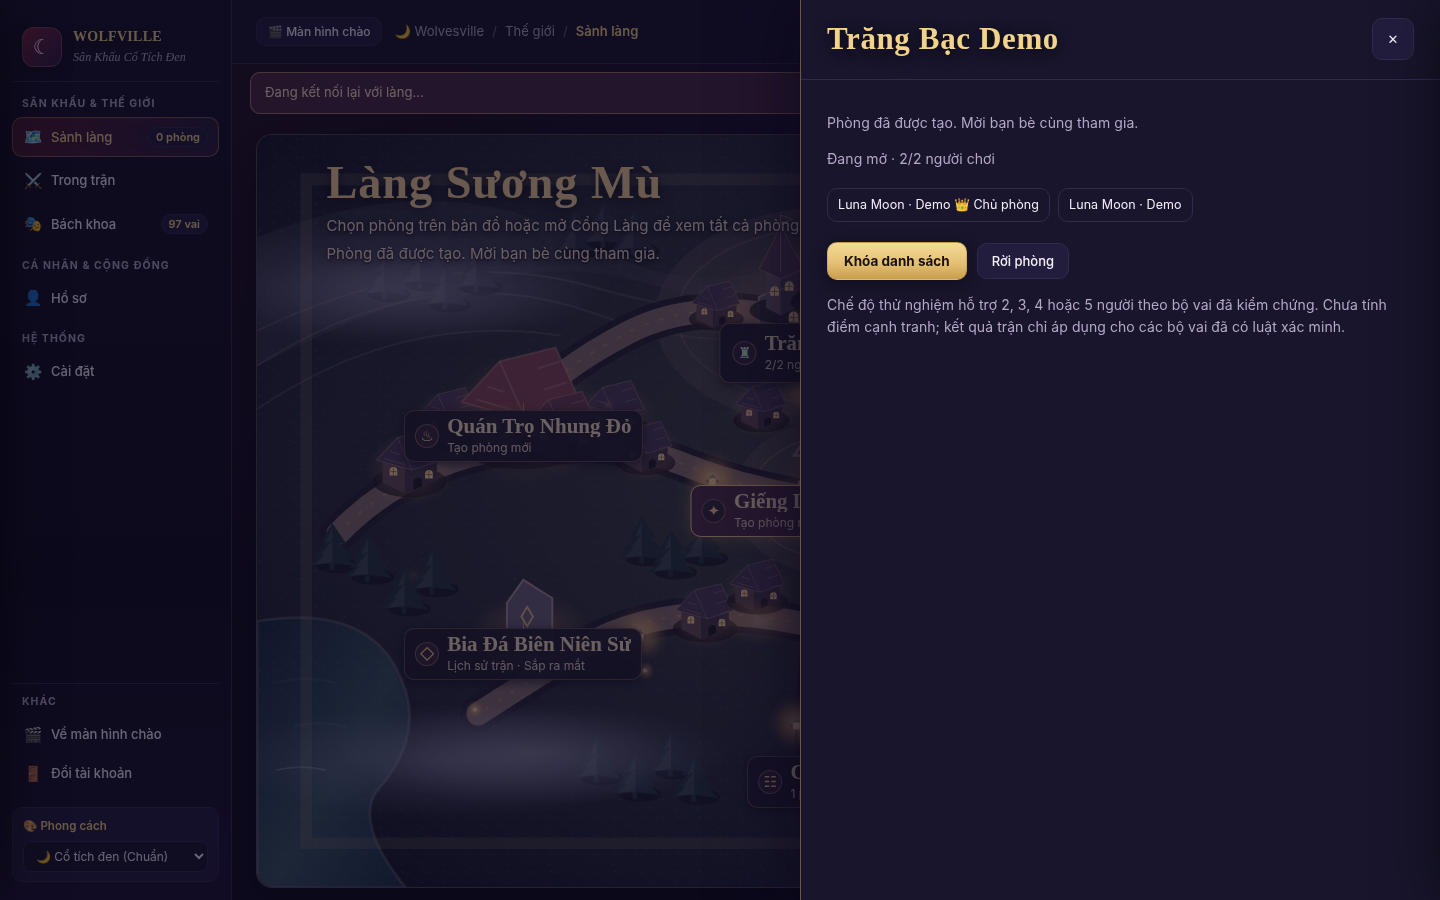 WOLFVILLE
Sân Khấu Cổ Tích Đen
SÂN KHẤU & THẾ GIỚI
Sảnh làng
0 phòng
Trong trận
Bách khoa
97 vai
CÁ NHÂN & CỘNG ĐỒNG
Hồ sơ
HỆ THỐNG
Cài đặt
KHÁC
Về màn hình chào
Đổi tài khoản
Phong cách
Cổ tích đen (Chuẩn)
Màn hình chào
Wolvesville / Thế giới / Sảnh làng
Đang kết nối lại với làng...
Làng Sương Mù
Chọn phòng trên bản đồ hoặc mở Cổng Làng để xem tất cả phòng
Phòng đã được tạo. Mời bạn bè cùng tham gia.
2/2
Quán Trọ Nhung Đỏ
Tạo phòng mới
Giếng
Tạo phòng
Bia Đá Biên Niên Sử
Lịch sử trận · Sắp ra mắt
1
Trăng Bạc Demo
×
Phòng đã được tạo. Mời bạn bè cùng tham gia.
Đang mở · 2/2 người chơi
Luna Moon · Demo 👑 Chủ phòng
Luna Moon · Demo
Khóa danh sách
Rời phòng
Chế độ thử nghiệm hỗ trợ 2, 3, 4 hoặc 5 người theo bộ vai đã kiểm chứng. Chưa tính
điểm cạnh tranh; kết quả trận chỉ áp dụng cho các bộ vai đã có luật xác minh.